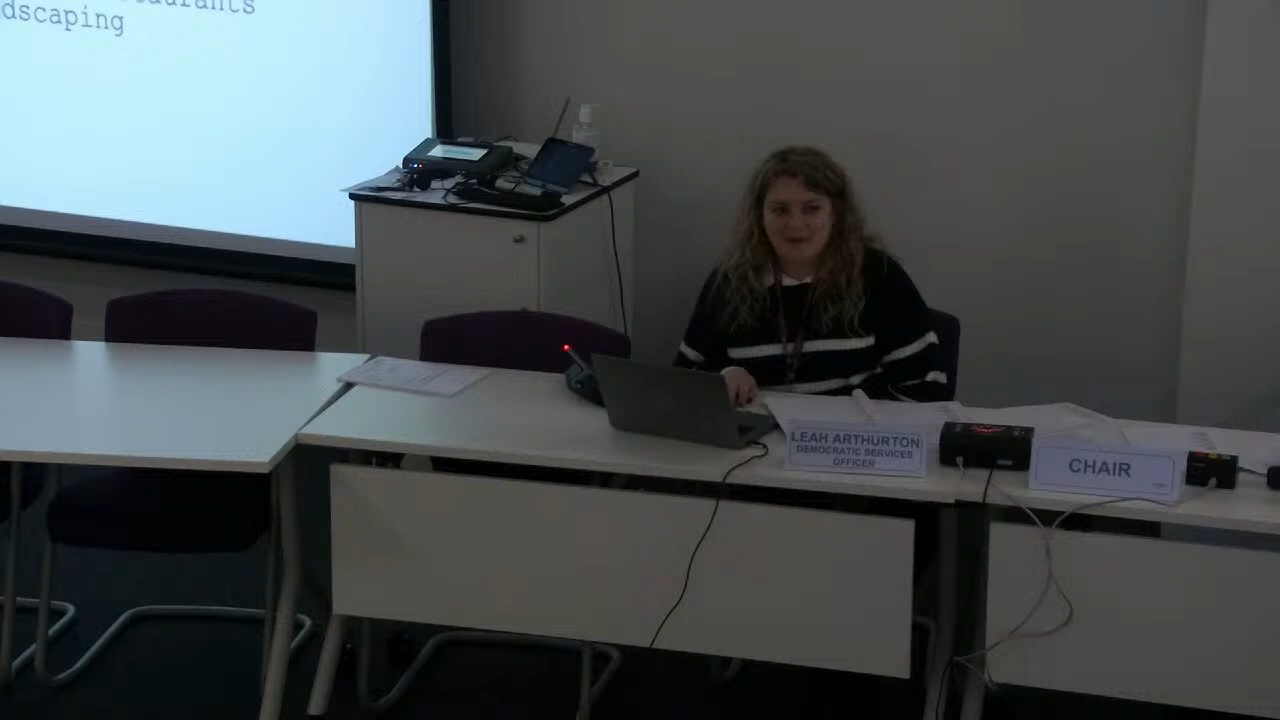 dscaping
LEAH ARTHURTON
DEMOCRATIC SERVICES
OFFICER
CHAIR